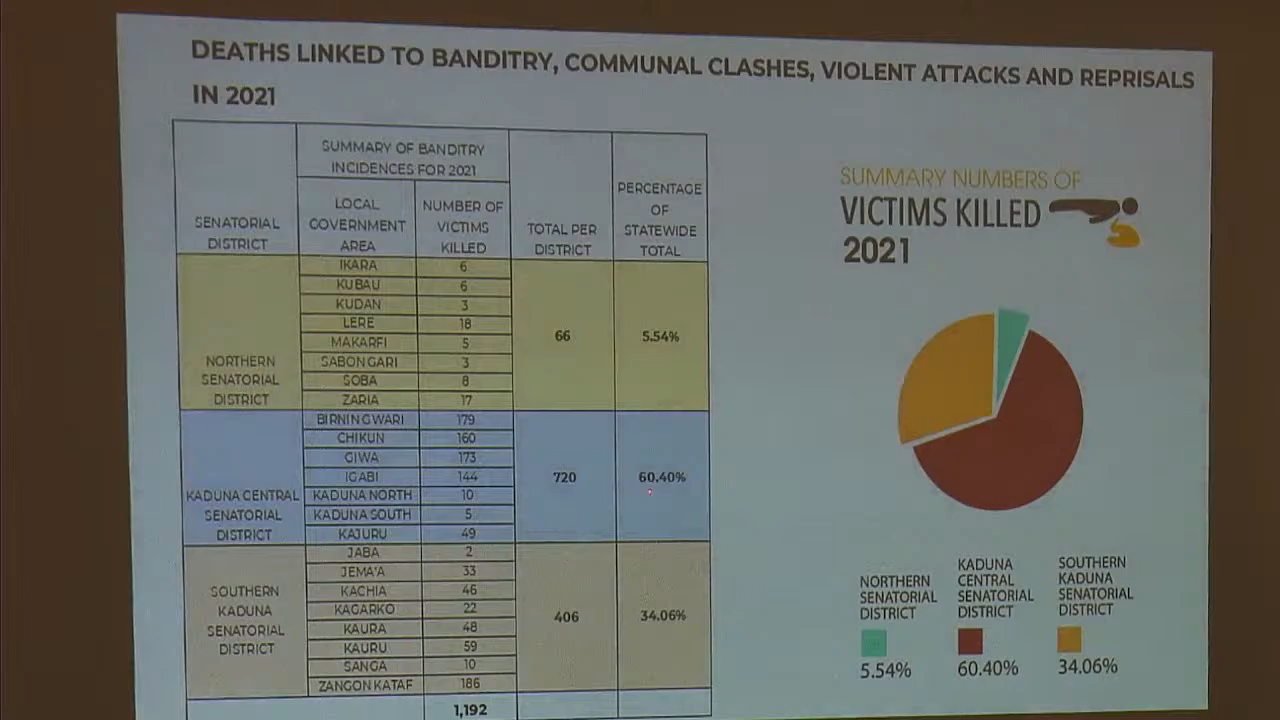 DEATHS LINKED TO BANDITRY, COMMUNAL CLASHES, VIOLENT ATTACKS AND REPRISALS
IN 2021
SENATORIAL
DISTRICT
SUMMARY OF BANDITRY
INCIDENCES FOR 2021
LOCAL
GOVERNMENT
AREA
NUMBER OF
VICTIMS
KILLED
TOTAL PER
DISTRICT
PERCENTAGE
OF
STATEWIDE
TOTAL
NORTHERN
SENATORIAL
DISTRICT
IKARA 6
KUBAU 6
KUDAN 3
LERE 18
MAKARFI 5
SABON GARI 3
SOBA 8
ZARIA 17
66
5.54%
KADUNA CENTRAL
SENATORIAL
DISTRICT
BIRNIN GWARI 179
CHIKUN 160
GIWA 173
IGABI 144
KADUNA NORTH 10
KADUNA SOUTH 5
KAJURU 49
720
60.40%
SOUTHERN
KADUNA
SENATORIAL
DISTRICT
JABA 2
JEMA'A 33
KACHIA 46
KAGARKO 22
KAURA 48
KAURU 59
SANGA 10
ZANGON KATAF 186
406
34.06%
1,192
SUMMARY NUMBERS OF
VICTIMS KILLED
2021
NORTHERN
SENATORIAL
DISTRICT
5.54%
KADUNA
CENTRAL
SENATORIAL
DISTRICT
60.40%
SOUTHERN
KADUNA
SENATORIAL
DISTRICT
34.06%